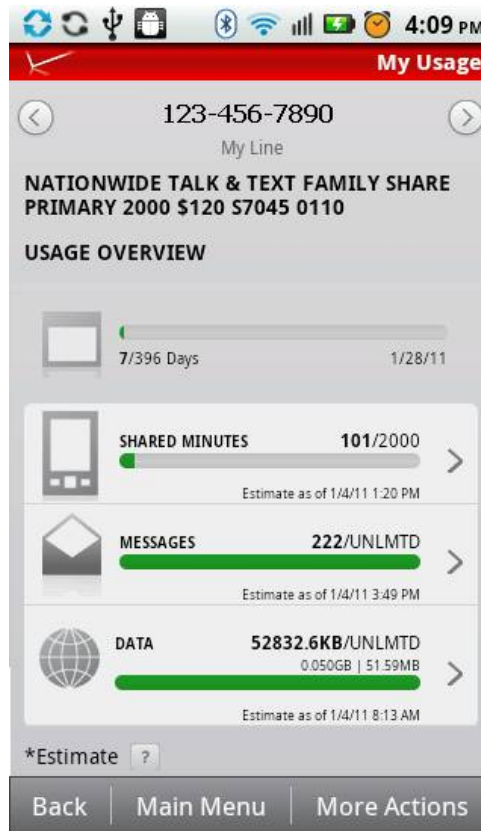 4:09 PM
My Usage
123-456-7890
My Line
NATIONWIDE TALK & TEXT FAMILY SHARE
PRIMARY 2000 $120 S7045 0110
USAGE OVERVIEW
7/396 Days 1/28/11
SHARED MINUTES 101/2000
Estimate as of 1/4/11 1:20 PM
MESSAGES 222/UNLMTD
Estimate as of 1/4/11 3:49 PM
DATA 52832.6KB/UNLMTD
0.050GB | 51.59MB
Estimate as of 1/4/11 8:13 AM
*Estimate ?
Back Main Menu More Actions